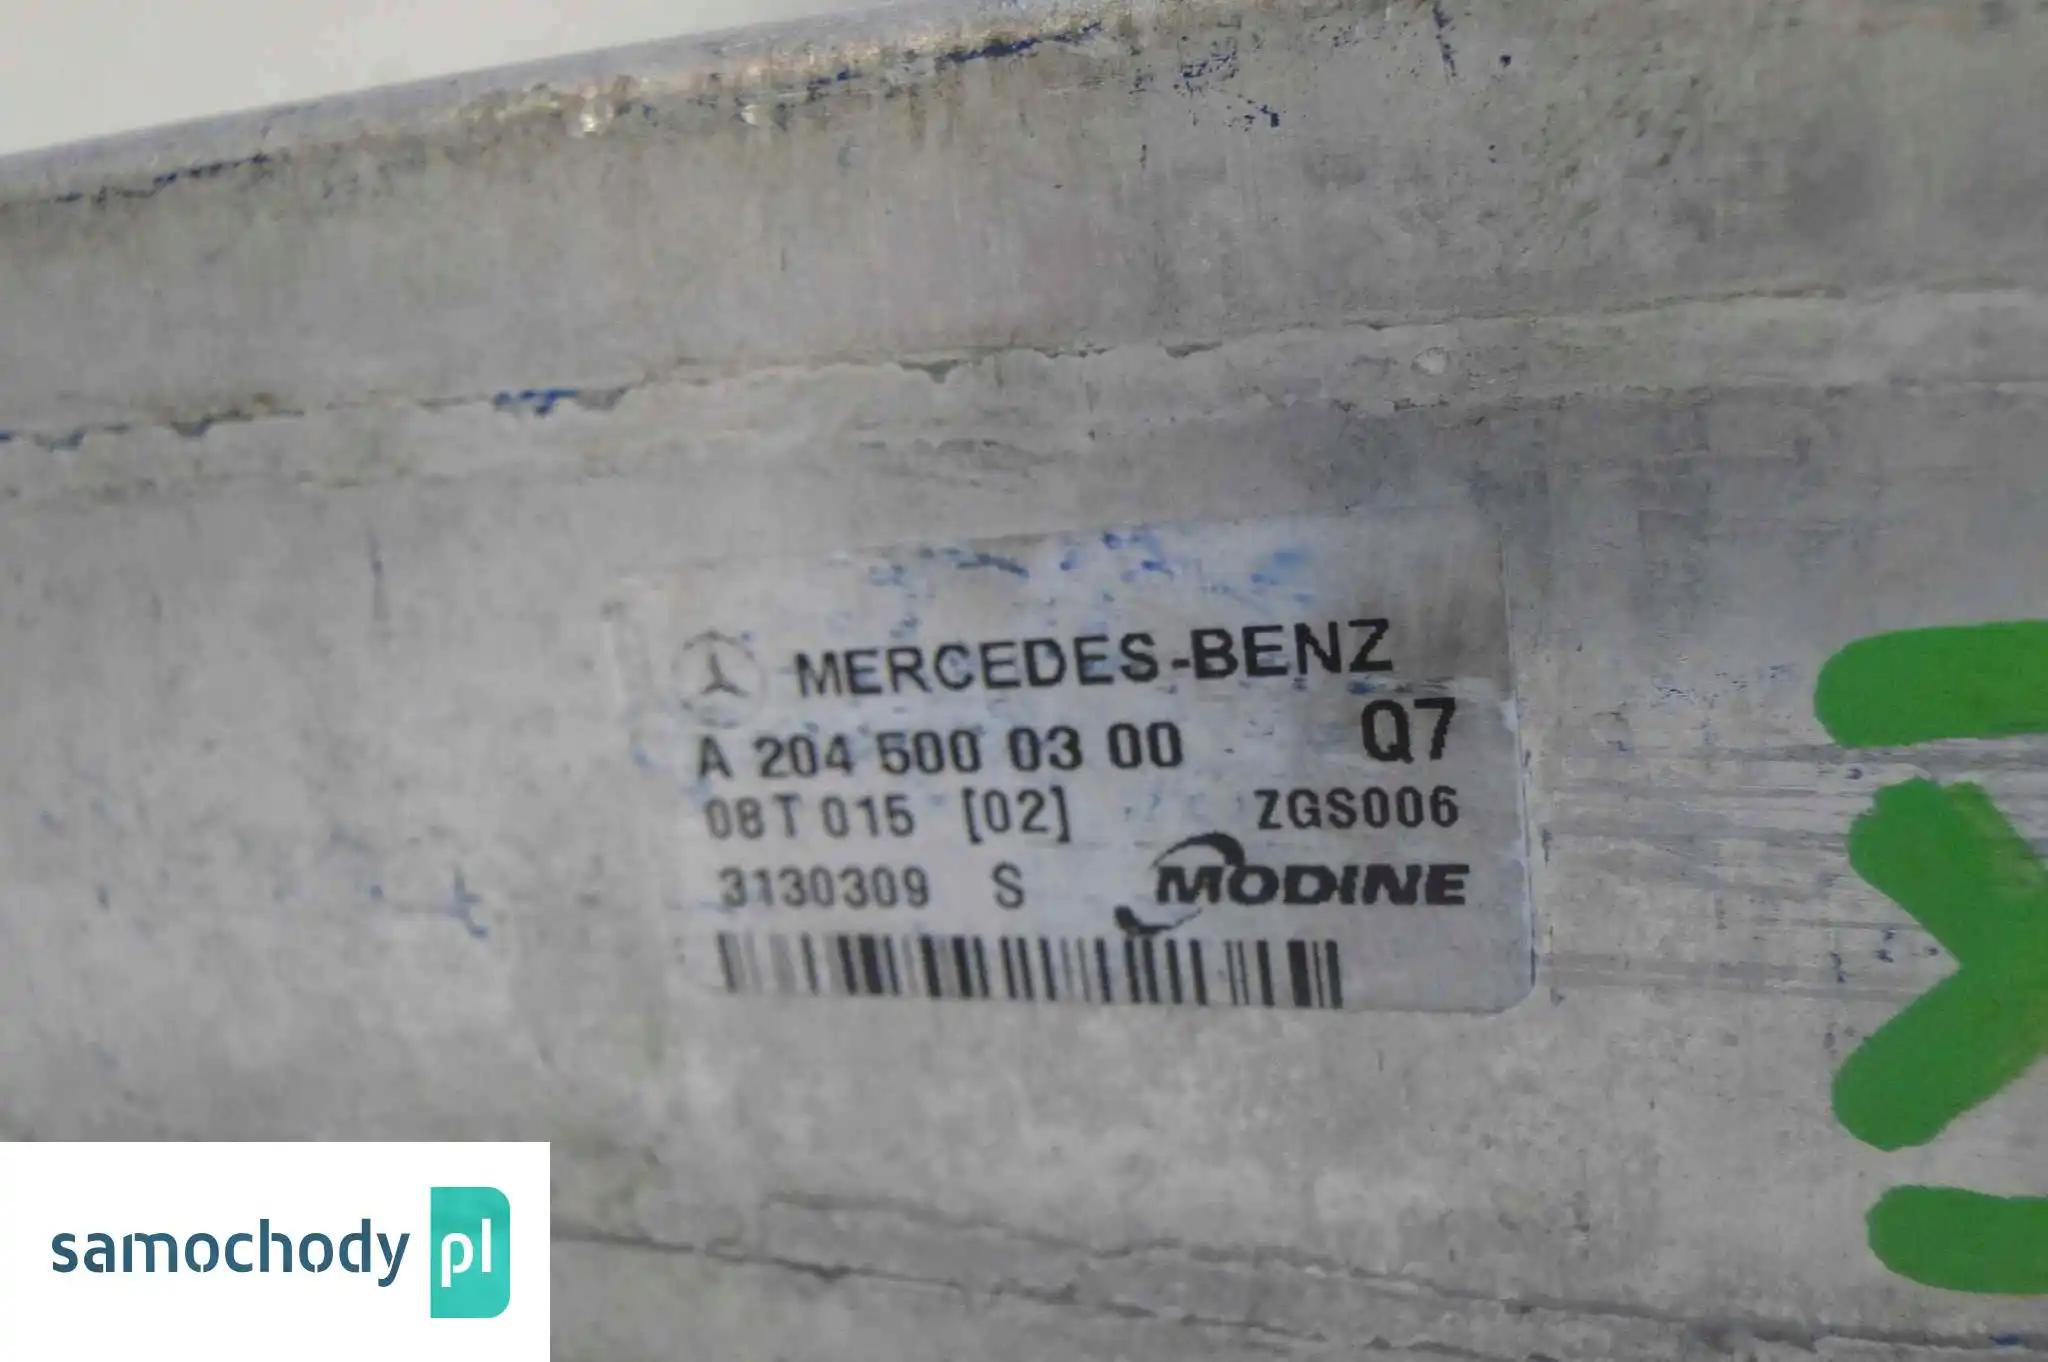 MERCEDES-BENZ
A 204 500 03 00 Q7
08T 015 [02] ZGS006
3130309 S MODINE
samochody pl